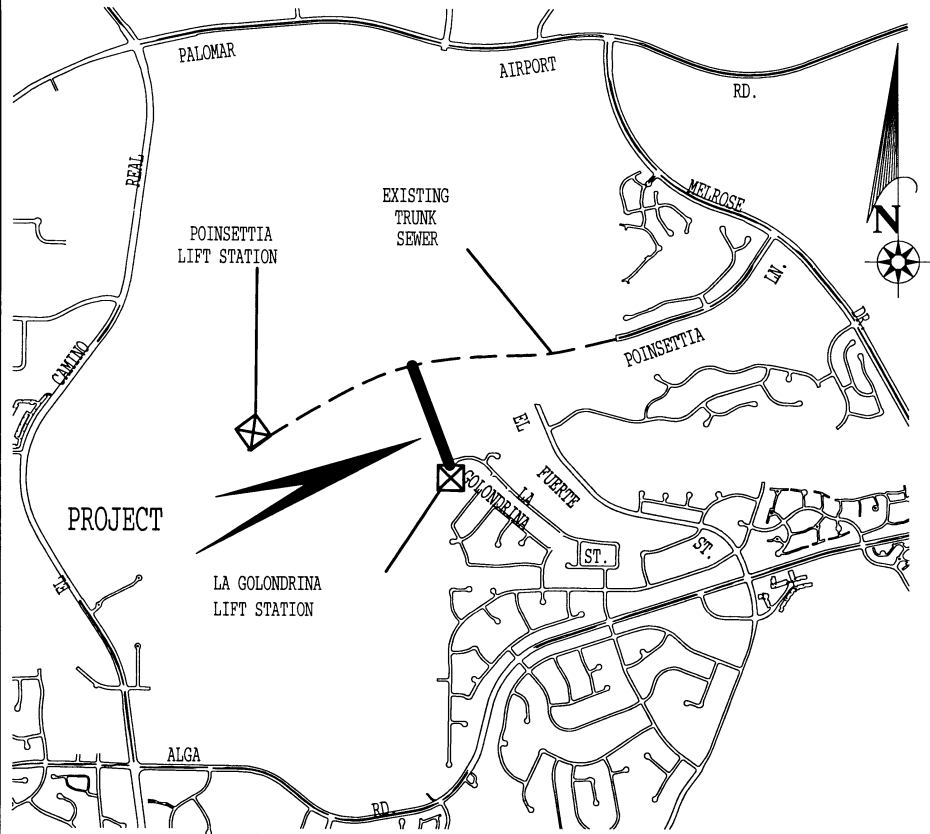 PALOMAR
AIRPORT
RD.
REAL
MELROSE
EXISTING
TRUNK
SEWER
N
POINSETTIA
LIFT STATION
LN.
DR
POINSETTIA
CAMINO
EL
FUERTE
LA
GOLONDRINA
PROJECT
ST.
ST.
EL
LA GOLONDRINA
LIFT STATION
ALGA
RD.